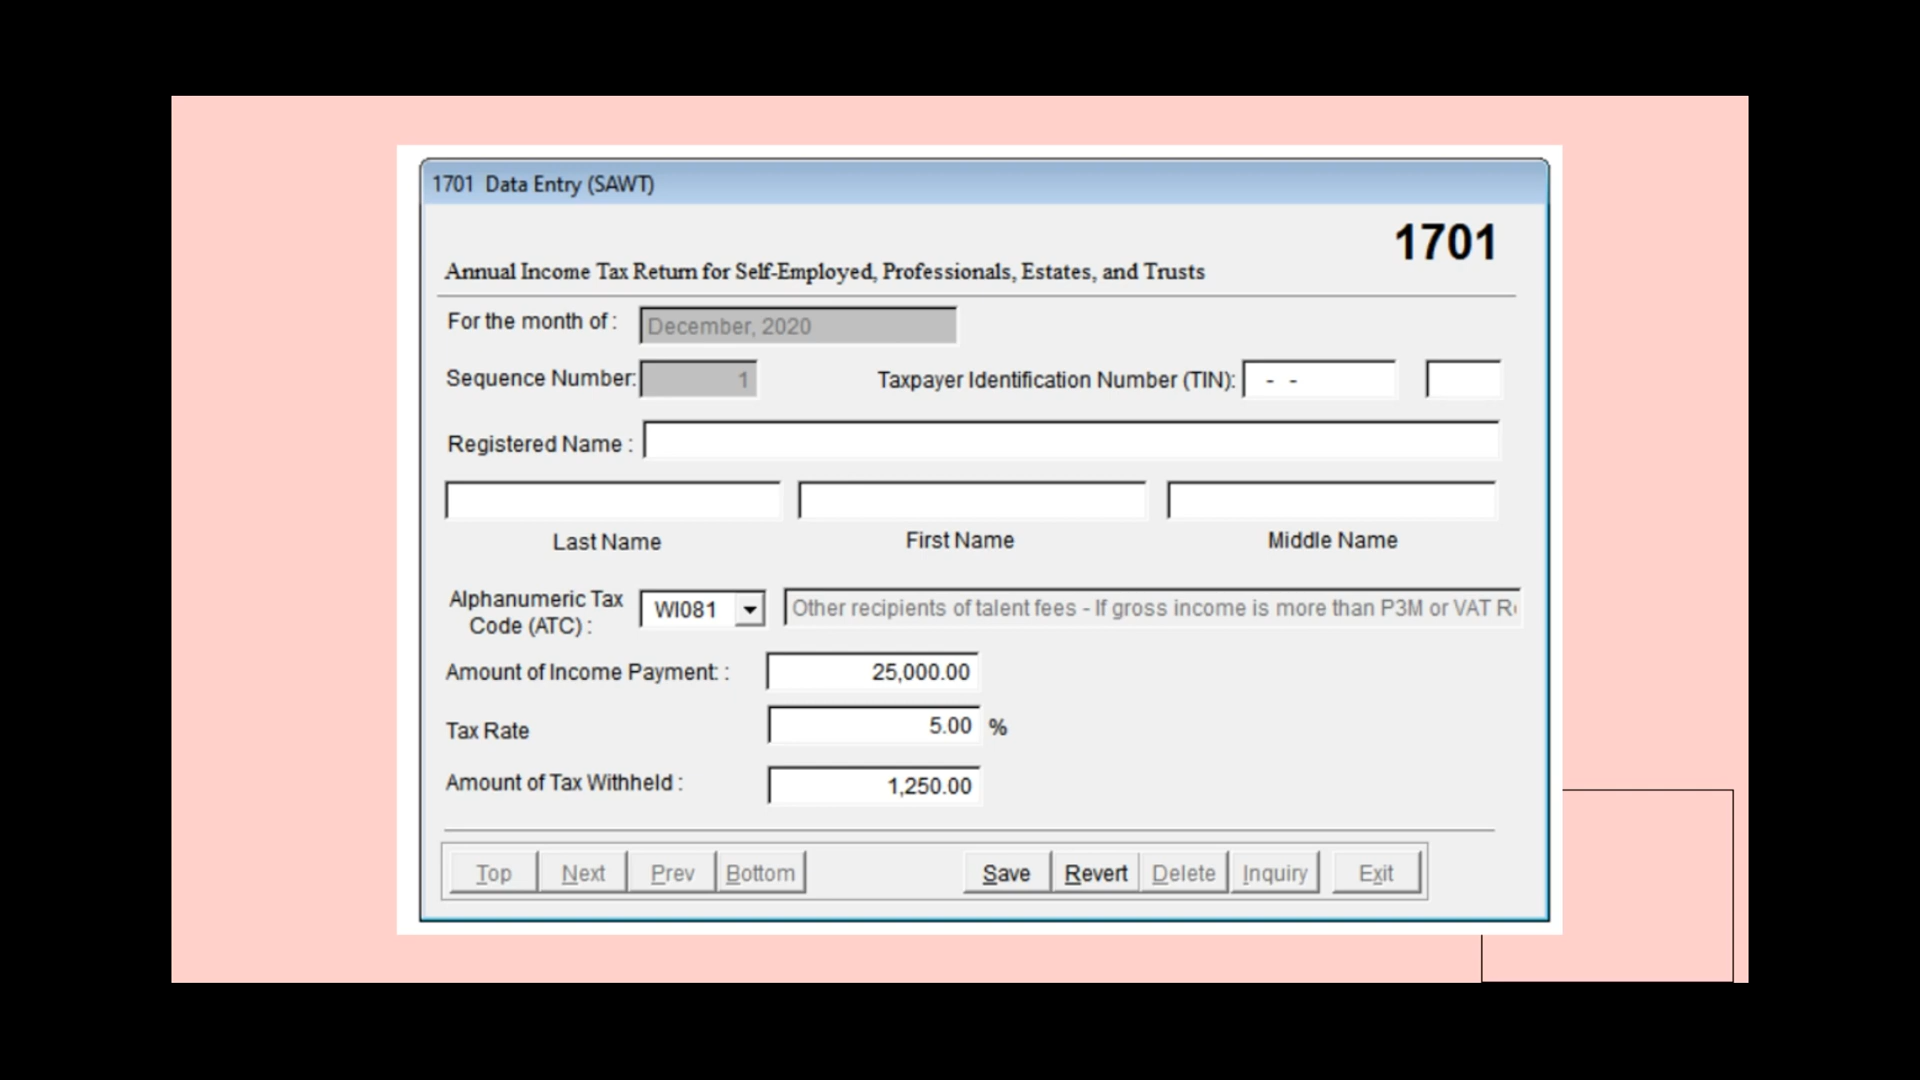 1701 Data Entry (SAWT)
1701
Annual Income Tax Return for Self-Employed, Professionals, Estates, and Trusts
For the month of : December, 2020
Sequence Number: 1 Taxpayer Identification Number (TIN): - -
Registered Name :
Last Name First Name Middle Name
Alphanumeric Tax Code (ATC) : WI081 Other recipients of talent fees - If gross income is more than P3M or VAT
Amount of Income Payment: : 25,000.00
Tax Rate 5.00 %
Amount of Tax Withheld : 1,250.00
Top Next Prev Bottom Save Revert Delete Inquiry Exit